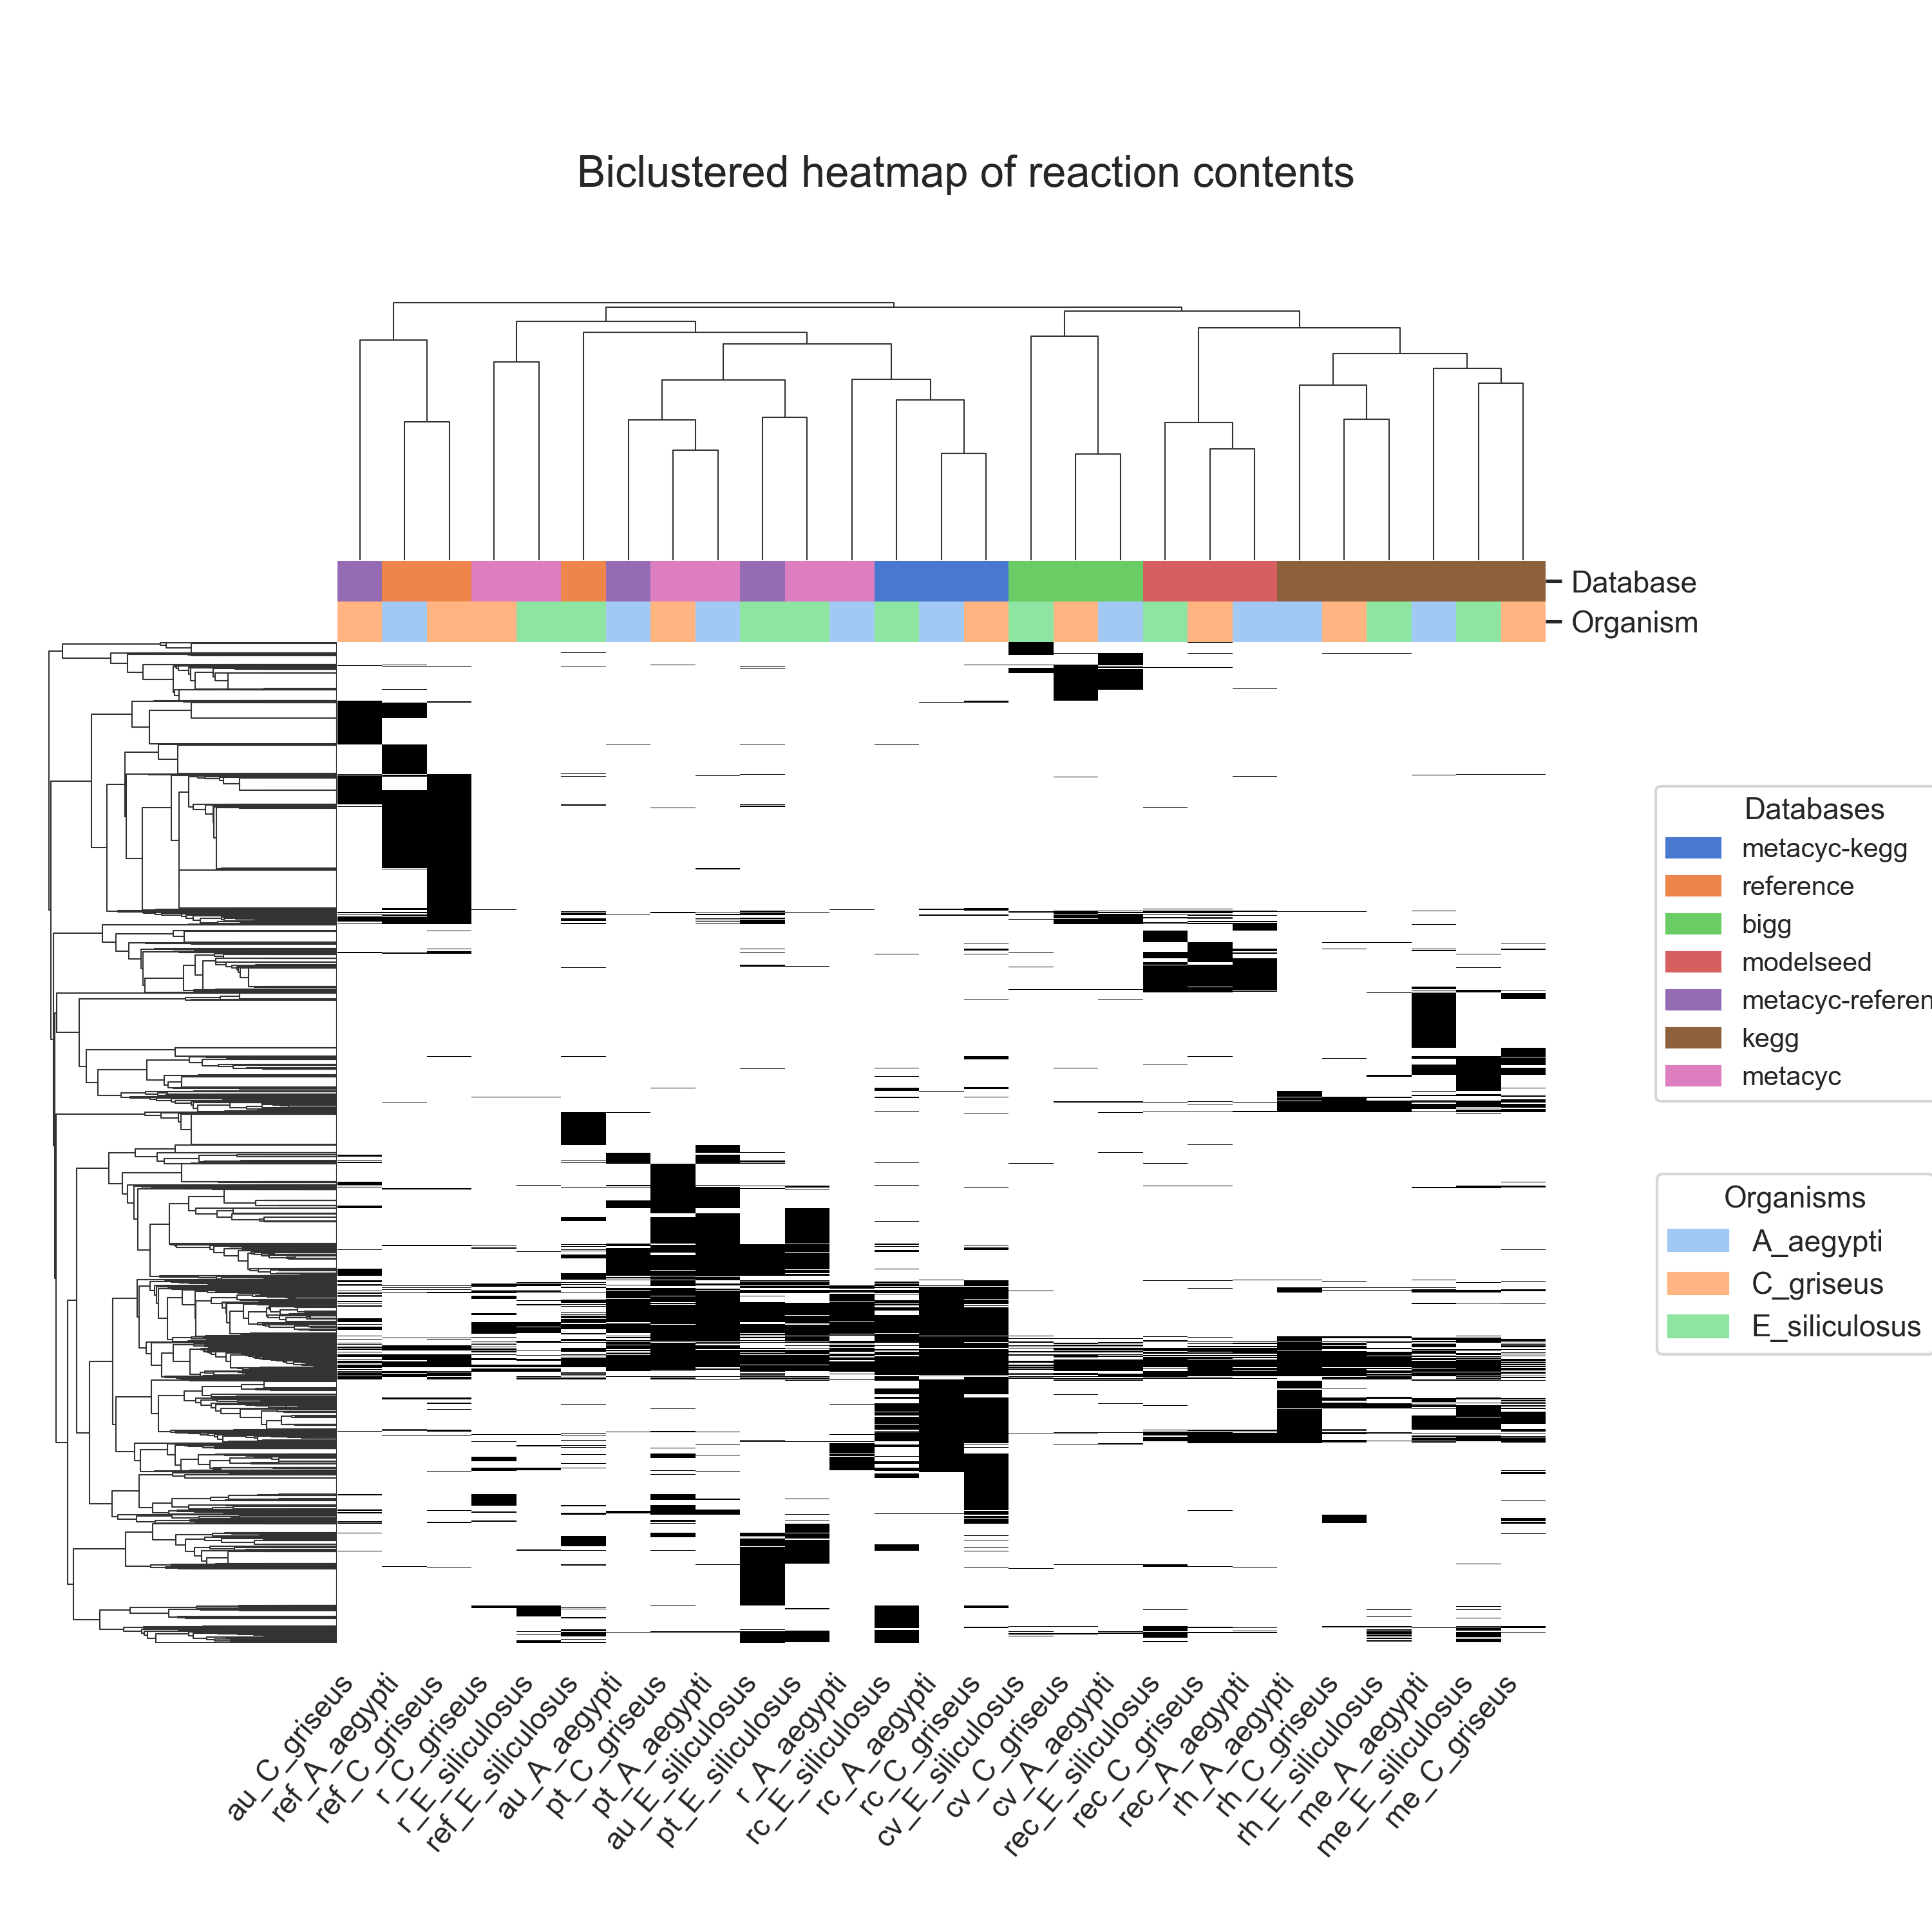 Biclustered heatmap of reaction contents
Database
Organism
Databases
metacyc-kegg
reference
bigg
modelseed
metacyc-referen
kegg
metacyc
Organisms
A_aegypti
C_griseus
E_siliculosus
au_C_griseus
ref_A_aegypti
ref_C_griseus
r_C_griseus
r_E_siliculosus
ref_E_siliculosus
au_A_aegypti
pt_C_griseus
pt_A_aegypti
au_E_siliculosus
pt_E_siliculosus
r_A_aegypti
rc_E_siliculosus
rc_A_aegypti
rc_C_griseus
cv_E_siliculosus
cv_C_griseus
cv_A_aegypti
rec_E_siliculosus
rec_C_griseus
rec_A_aegypti
rh_A_aegypti
rh_C_griseus
rh_E_siliculosus
me_A_aegypti
me_E_siliculosus
me_C_griseus